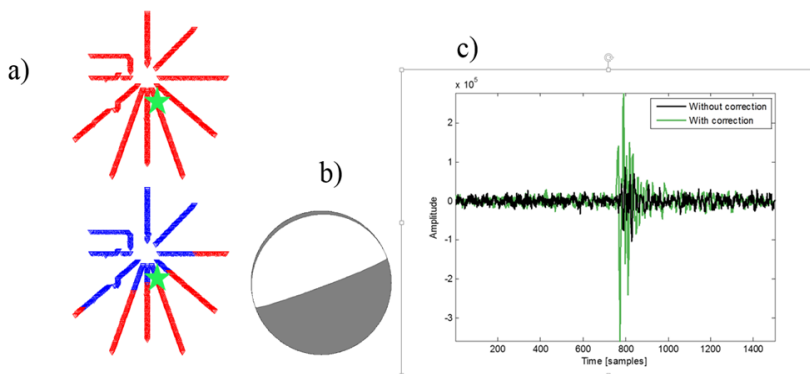 a)
b)
c)
x 10^5
Without correction
With correction
2
1
0
-1
-2
-3
Amplitude
200 400 600 800 1000 1200 1400
Time [samples]